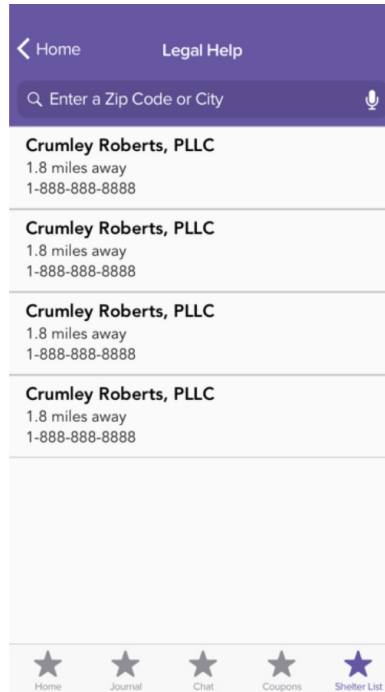 Home
Legal Help
Enter a Zip Code or City
Crumley Roberts, PLLC
1.8 miles away
1-888-888-8888
Crumley Roberts, PLLC
1.8 miles away
1-888-888-8888
Crumley Roberts, PLLC
1.8 miles away
1-888-888-8888
Crumley Roberts, PLLC
1.8 miles away
1-888-888-8888
Home Journal Chat Coupons Shelter List